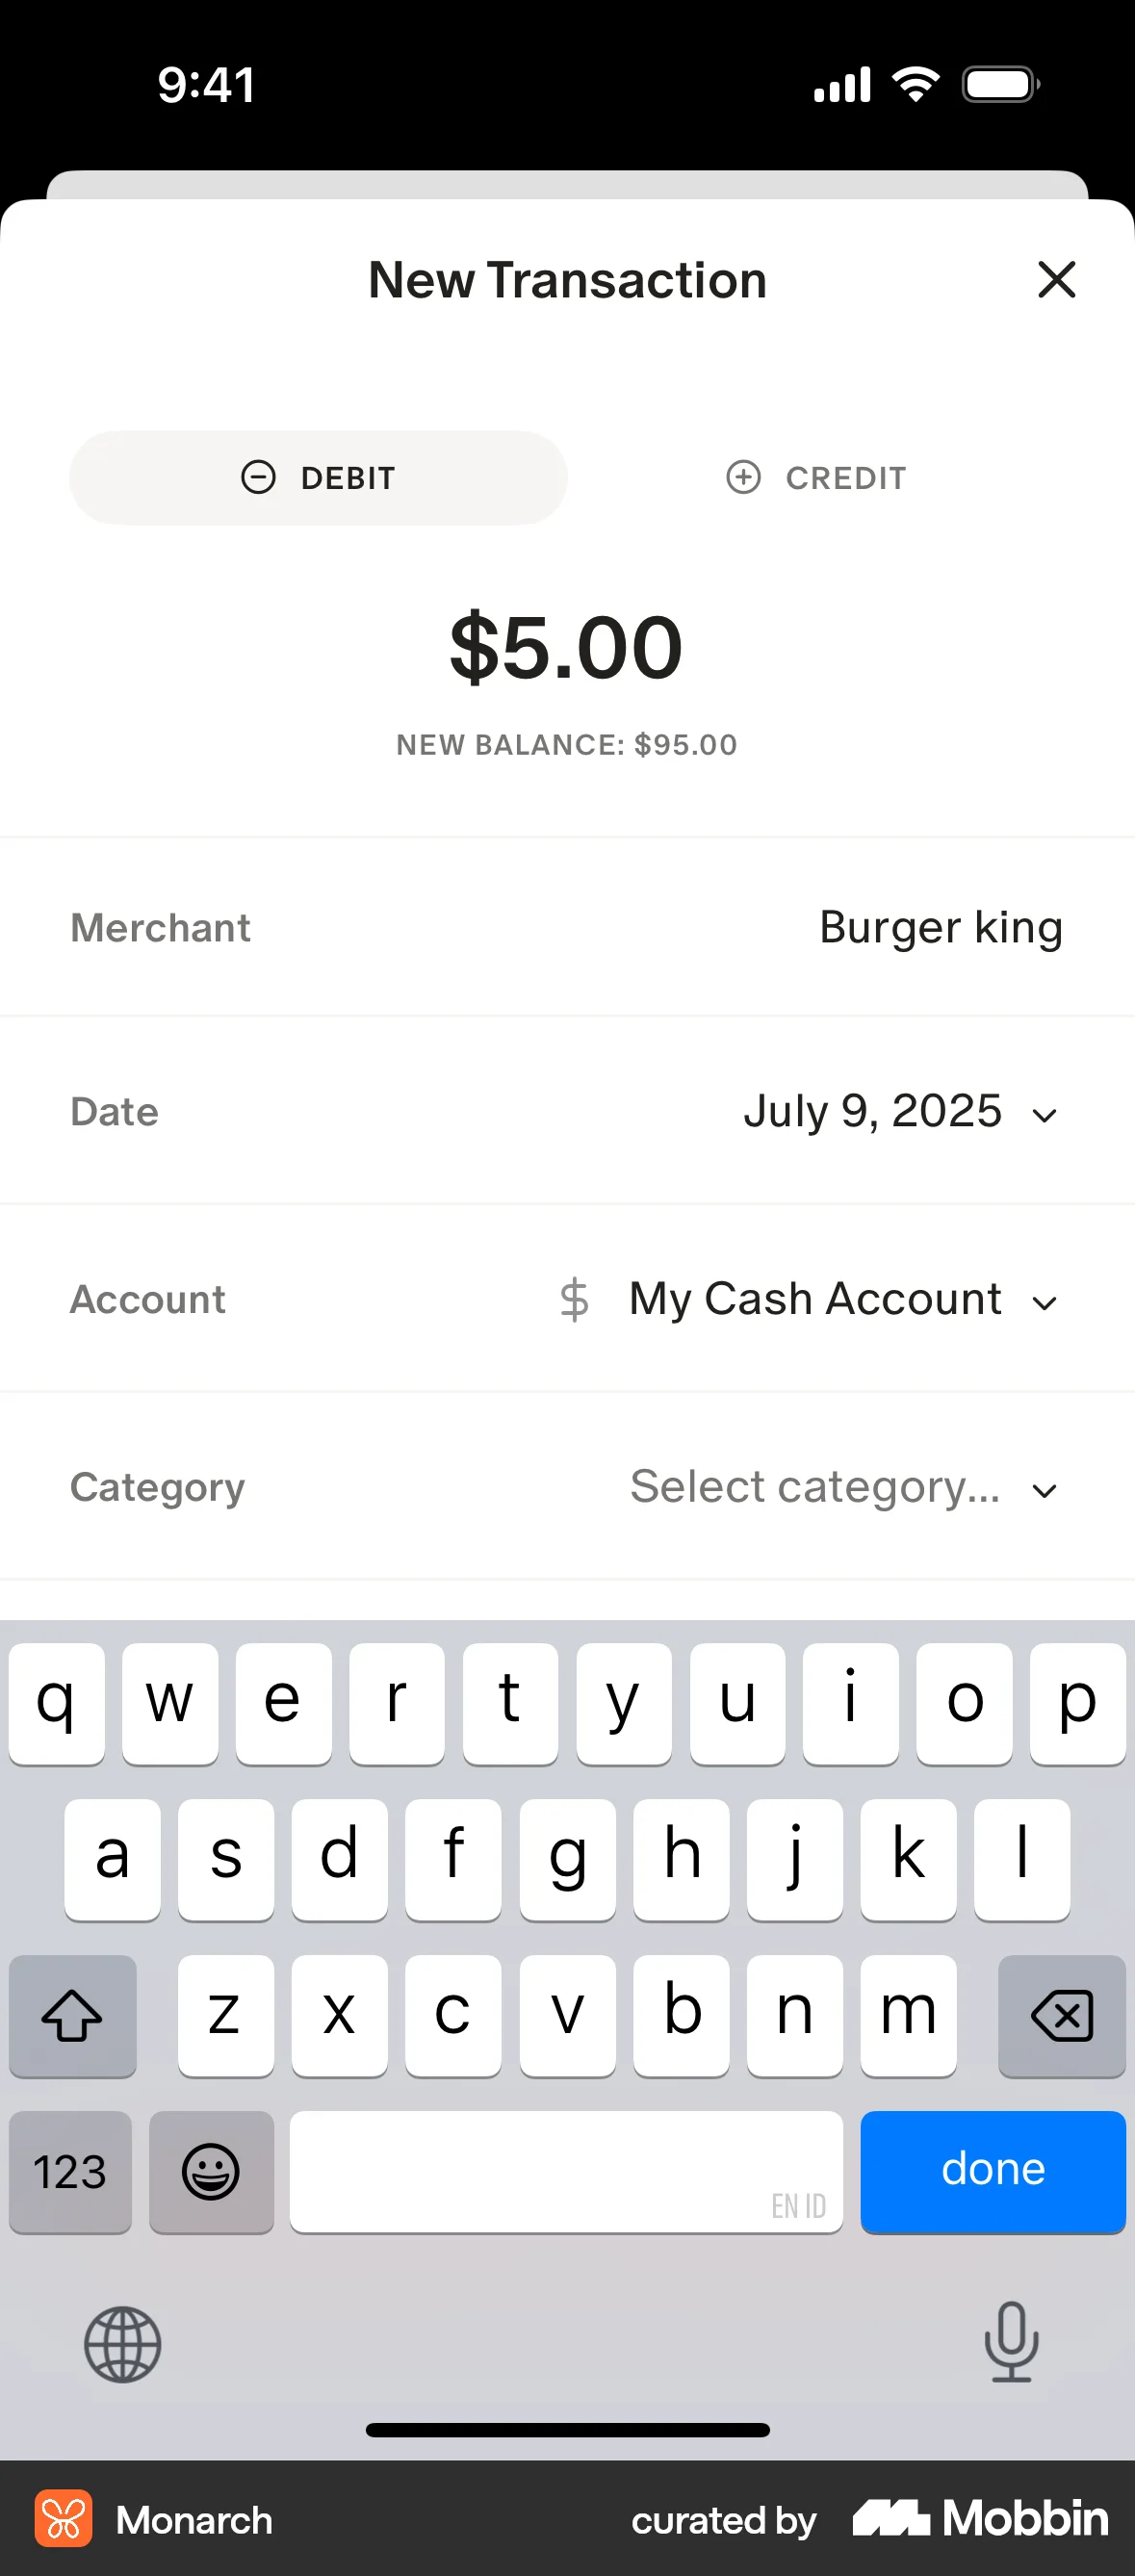 9:41
New Transaction
DEBIT
CREDIT
$5.00
NEW BALANCE: $95.00
Merchant
Burger king
Date
July 9, 2025
Account
$ My Cash Account
Category
Select category...
q w e r t y u i o p
a s d f g h j k l
z x c v b n m
123
EN ID
done
Monarch
curated by Mobbin